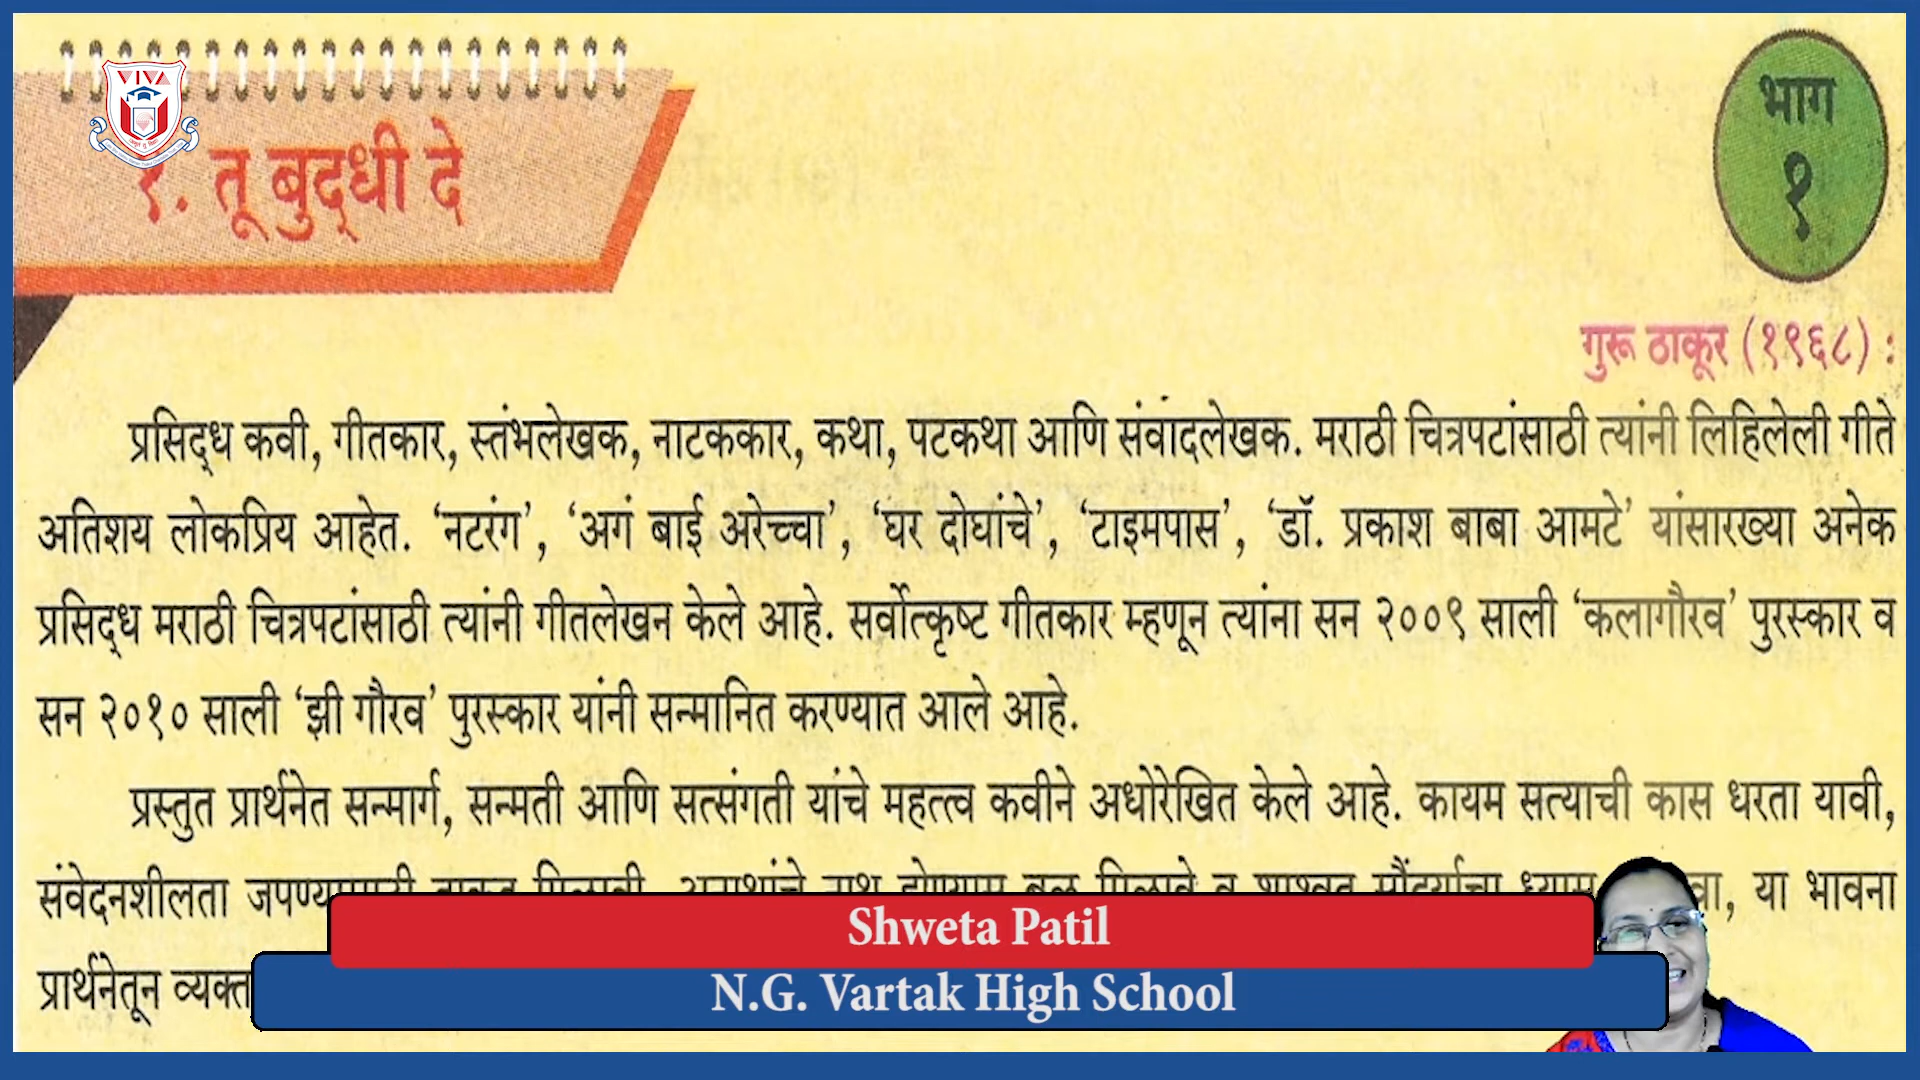 VIVA
१. तू बुद्धी दे
भाग
१
गुरू ठाकूर (१९६८) :
प्रसिद्ध कवी, गीतकार, स्तंभलेखक, नाटककार, कथा, पटकथा आणि संवादलेखक. मराठी चित्रपटांसाठी त्यांनी लिहिलेली गीते
अतिशय लोकप्रिय आहेत. ‘नटरंग’, ‘अगं बाई अरेच्चा’, ‘घर दोघांचे’, ‘टाइमपास’, ‘डॉ. प्रकाश बाबा आमटे’ यांसारख्या अनेक
प्रसिद्ध मराठी चित्रपटांसाठी त्यांनी गीतलेखन केले आहे. सर्वोत्कृष्ट गीतकार म्हणून त्यांना सन २००९ साली ‘कलागौरव’ पुरस्कार व
सन २०१० साली ‘झी गौरव’ पुरस्कार यांनी सन्मानित करण्यात आले आहे.
प्रस्तुत प्रार्थनेत सन्मार्ग, सन्मती आणि सत्संगती यांचे महत्त्व कवीने अधोरेखित केले आहे. कायम सत्याची कास धरता यावी,
संवेदनशीलता या भावना
प्रार्थनेतून व्यक्त
Shweta Patil
N.G. Vartak High School